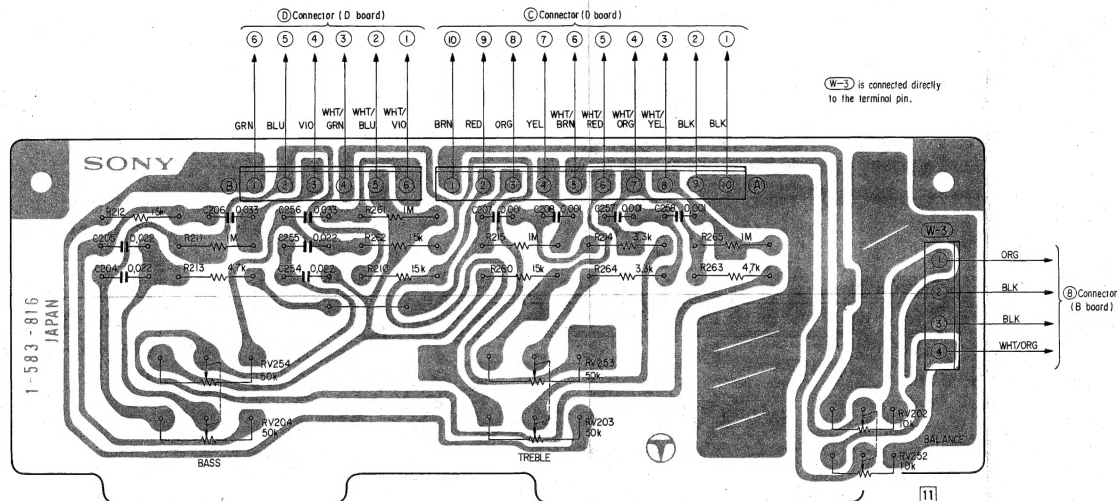 Ⓓ Connector (D board)
Ⓒ Connector (D board)
⑥ ⑤ ④ ③ ② ①
⑩ ⑨ ⑧ ⑦ ⑥ ⑤ ④ ③ ② ①
W-3 is connected directly
to the terminal pin.
GRN BLU VIO WHT/GRN WHT/BLU WHT/VIO
BRN RED ORG YEL WHT/BRN WHT/RED WHT/ORG WHT/YEL BLK BLK
SONY
Ⓑ ① ② ③ ④ ⑤ ⑥
① ② ③ ④ ⑤ ⑥ ⑦ ⑧ ⑨ ⑩ Ⓐ
R212 15k C206 0.033 C256 0.033 R261 1M C207 0.001 C208 0.001 C257 0.001 C258 0.001
C205 0.022 R211 1M C255 0.022 R262 15k R215 1M R214 3.3k R265 1M
C204 0.022 R213 4.7k C254 0.022 R210 15k R260 15k R264 3.3k R263 4.7k
W-3
① ORG
② BLK
③ BLK
④ WHT/ORG
Ⓑ Connector
(B board)
1-583-816
JAPAN
RV254
50k
RV253
50k
RV204
50k
RV203
50k
RV202
10k
BASS
TREBLE
BALANCE
RV252
10k
11